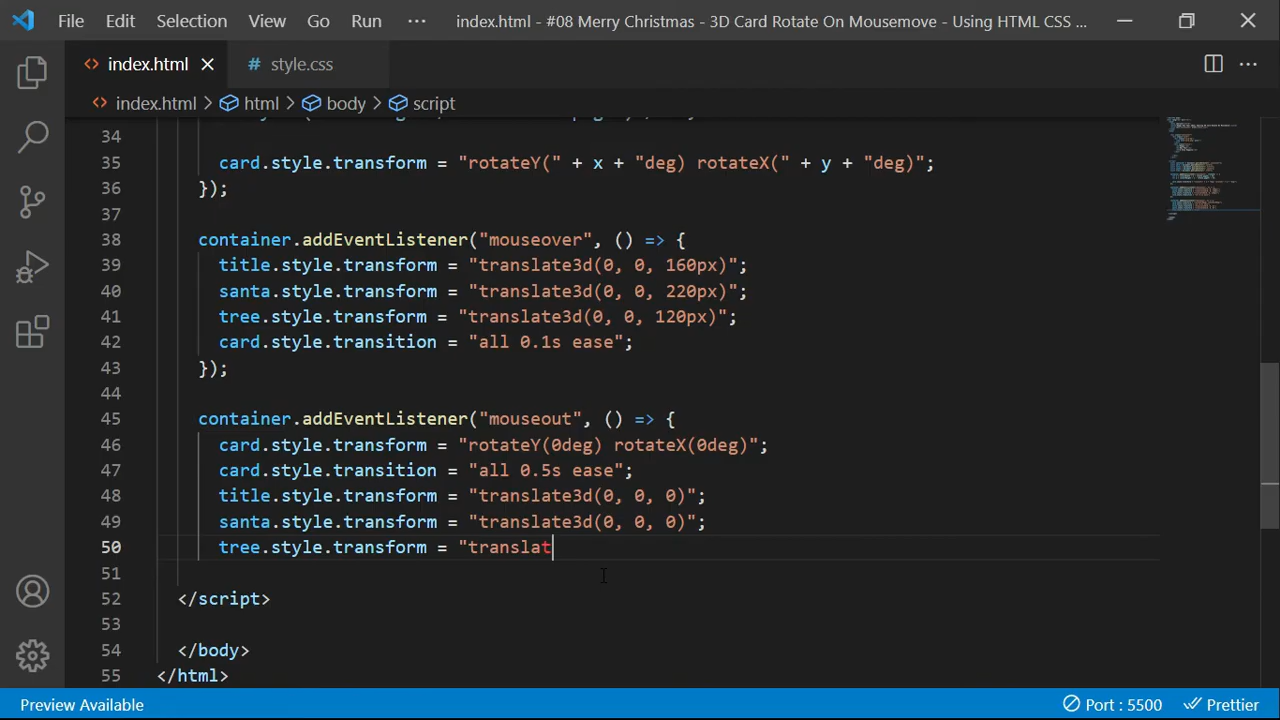 File Edit Selection View Go Run ··· index.html - #08 Merry Christmas - 3D Card Rotate On Mousemove - Using HTML CSS ...
index.html style.css
index.html > html > body > script
34
35 card.style.transform = "rotateY(" + x + "deg) rotateX(" + y + "deg)";
36 });
37
38 container.addEventListener("mouseover", () => {
39 title.style.transform = "translate3d(0, 0, 160px)";
40 santa.style.transform = "translate3d(0, 0, 220px)";
41 tree.style.transform = "translate3d(0, 0, 120px)";
42 card.style.transition = "all 0.1s ease";
43 });
44
45 container.addEventListener("mouseout", () => {
46 card.style.transform = "rotateY(0deg) rotateX(0deg)";
47 card.style.transition = "all 0.5s ease";
48 title.style.transform = "translate3d(0, 0, 0)";
49 santa.style.transform = "translate3d(0, 0, 0)";
50 tree.style.transform = "translat
51
52 </script>
53
54 </body>
55 </html>
Preview Available Port : 5500 Prettier